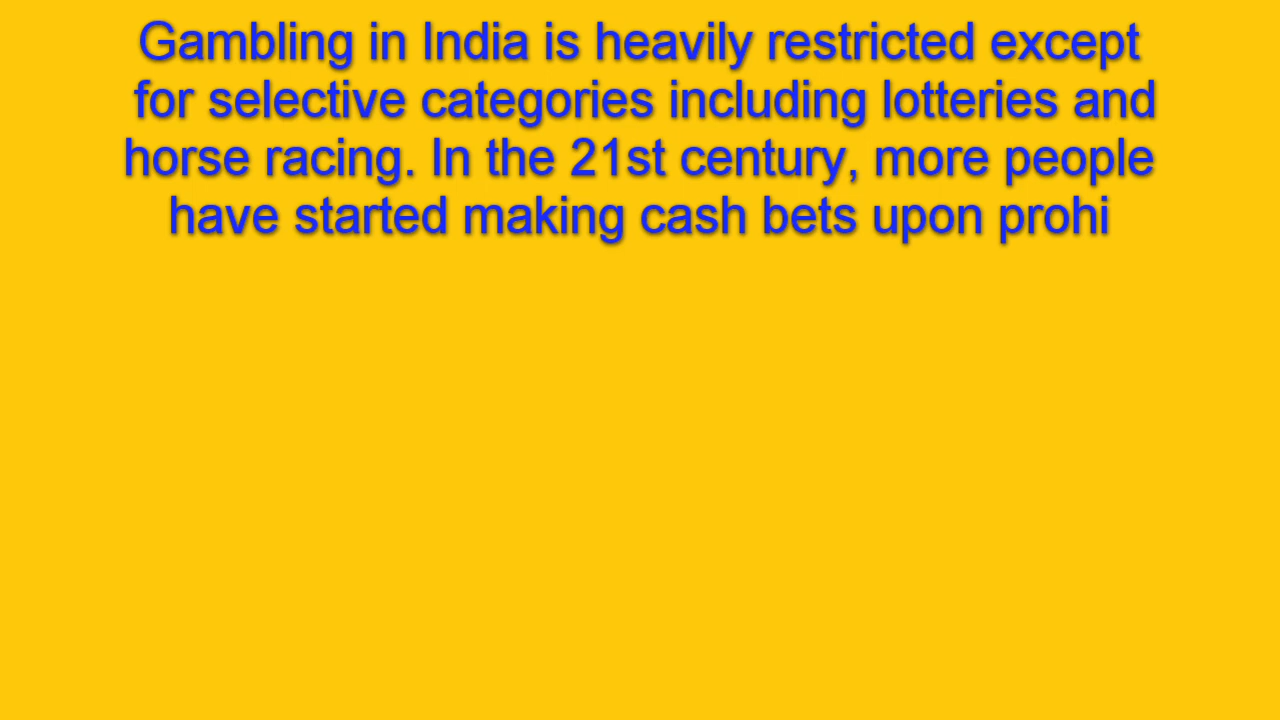 Gambling in India is heavily restricted except
for selective categories including lotteries and
horse racing. In the 21st century, more people
have started making cash bets upon prohi